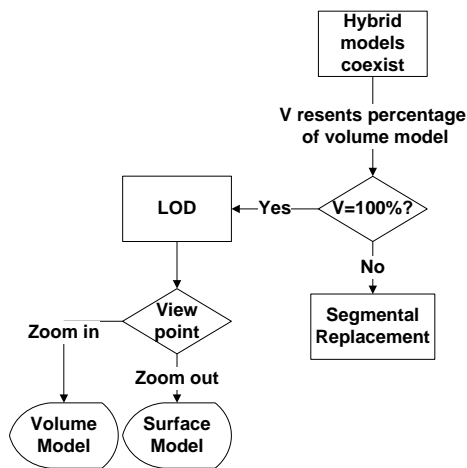 Hybrid
models
coexist
V resents percentage
of volume model
LOD
Yes
V=100%?
No
View
point
Segmental
Replacement
Zoom in
Zoom out
Volume
Model
Surface
Model